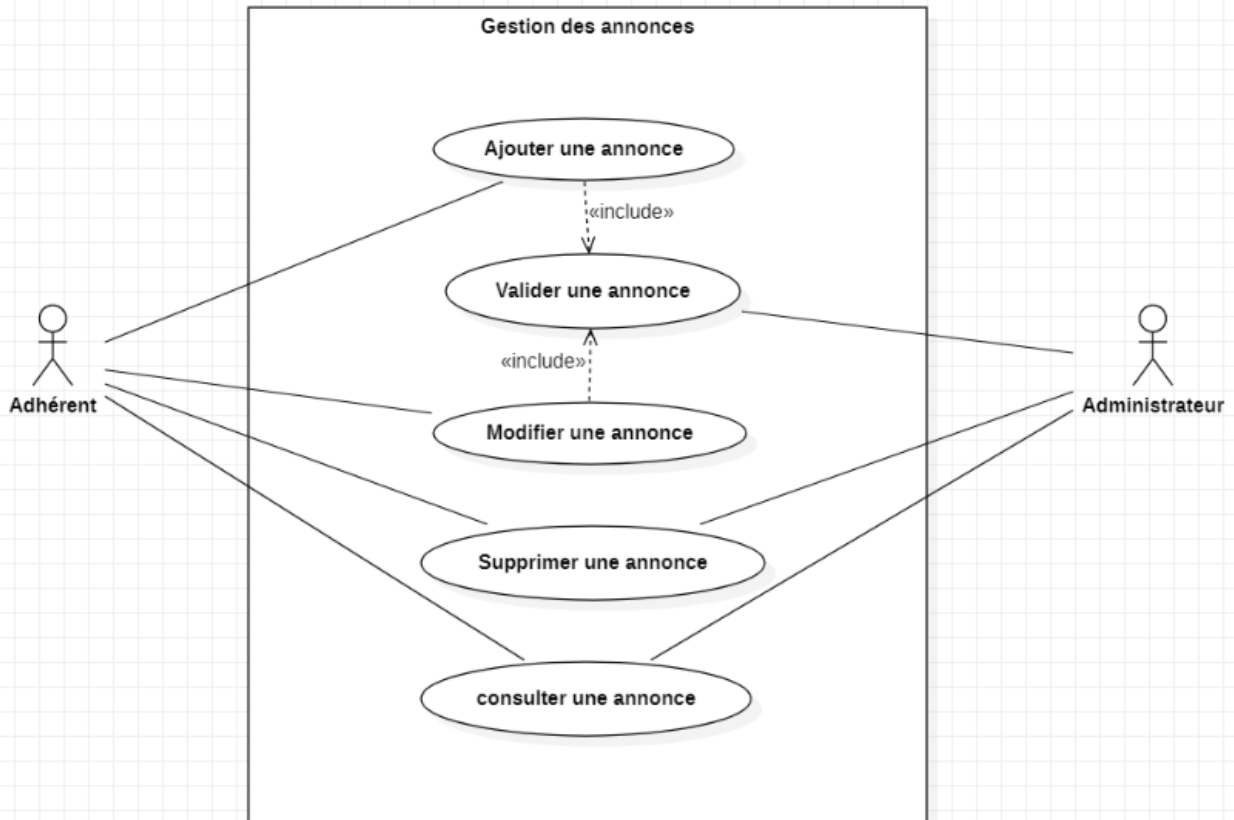 Gestion des annonces
Ajouter une annonce
«include»
Valider une annonce
«include»
Adhérent
Administrateur
Modifier une annonce
Supprimer une annonce
consulter une annonce